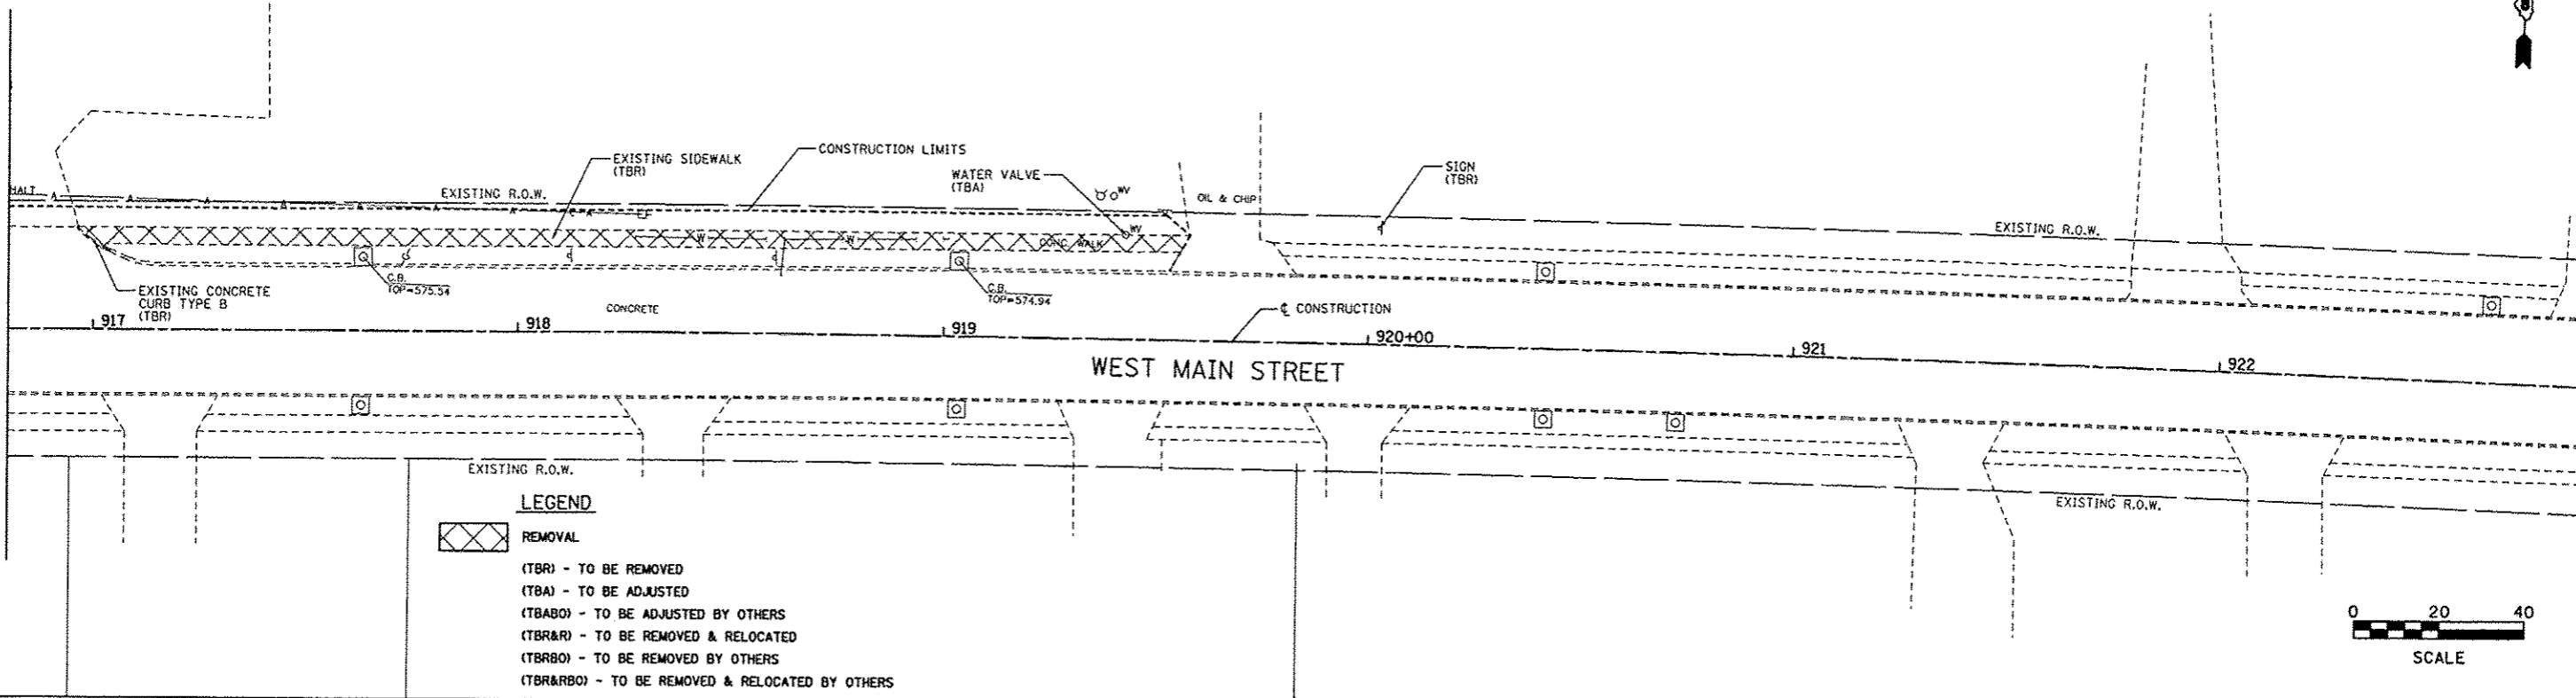 EXISTING SIDEWALK
(TBR)
CONSTRUCTION LIMITS
WATER VALVE
(TBA)
WV
SIGN
(TBR)
HALT
A
A
A
A
A
A
A
A
EXISTING R.O.W.
OIL & CHIP
EXISTING R.O.W.
W
W
CONC. WALK
WV
EXISTING CONCRETE
CURB TYPE B
(TBR)
C.B.
TOP=575.54
C.B.
TOP=574.94
CONCRETE
℄ CONSTRUCTION
917
918
919
920+00
921
922
WEST MAIN STREET
EXISTING R.O.W.
EXISTING R.O.W.
LEGEND
REMOVAL
(TBR) - TO BE REMOVED
(TBA) - TO BE ADJUSTED
(TBABO) - TO BE ADJUSTED BY OTHERS
(TBR&R) - TO BE REMOVED & RELOCATED
(TBRBO) - TO BE REMOVED BY OTHERS
(TBR&RBO) - TO BE REMOVED & RELOCATED BY OTHERS
0 20 40
SCALE